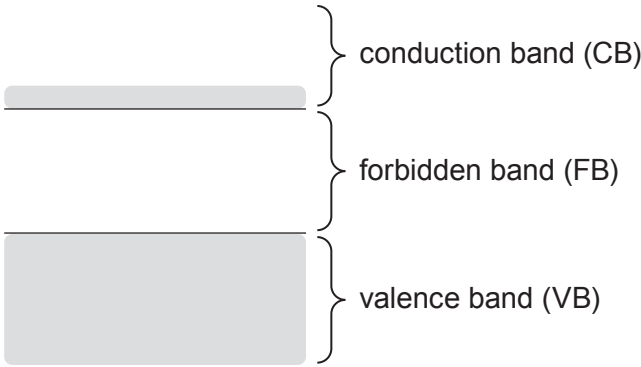 conduction band (CB)
forbidden band (FB)
valence band (VB)